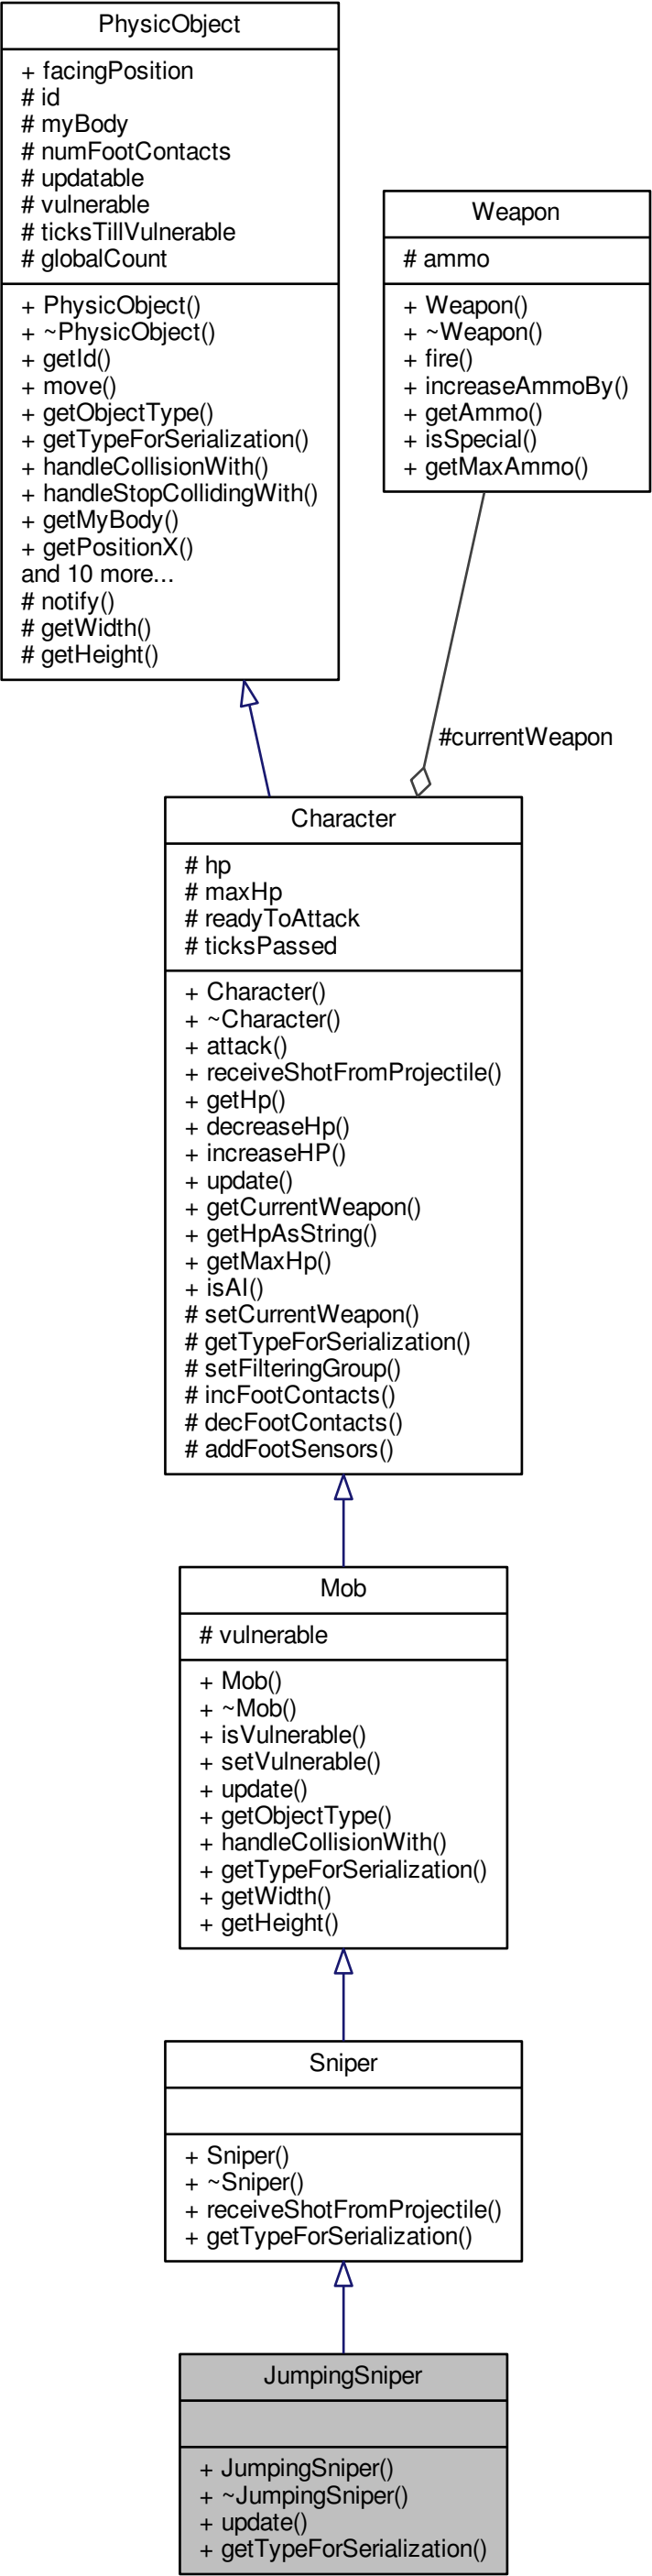 PhysicObject
+ facingPosition
# id
# myBody
# numFootContacts
# updatable
# vulnerable
# ticksTillVulnerable
# globalCount
+ PhysicObject()
+ ~PhysicObject()
+ getId()
+ move()
+ getObjectType()
+ getTypeForSerialization()
+ handleCollisionWith()
+ handleStopCollidingWith()
+ getMyBody()
+ getPositionX()
and 10 more...
# notify()
# getWidth()
# getHeight()
Weapon
# ammo
+ Weapon()
+ ~Weapon()
+ fire()
+ increaseAmmoBy()
+ getAmmo()
+ isSpecial()
+ getMaxAmmo()
#currentWeapon
Character
# hp
# maxHp
# readyToAttack
# ticksPassed
+ Character()
+ ~Character()
+ attack()
+ receiveShotFromProjectile()
+ getHp()
+ decreaseHp()
+ increaseHP()
+ update()
+ getCurrentWeapon()
+ getHpAsString()
+ getMaxHp()
+ isAI()
# setCurrentWeapon()
# getTypeForSerialization()
# setFilteringGroup()
# incFootContacts()
# decFootContacts()
# addFootSensors()
Mob
# vulnerable
+ Mob()
+ ~Mob()
+ isVulnerable()
+ setVulnerable()
+ update()
+ getObjectType()
+ handleCollisionWith()
+ getTypeForSerialization()
+ getWidth()
+ getHeight()
Sniper
+ Sniper()
+ ~Sniper()
+ receiveShotFromProjectile()
+ getTypeForSerialization()
JumpingSniper
+ JumpingSniper()
+ ~JumpingSniper()
+ update()
+ getTypeForSerialization()